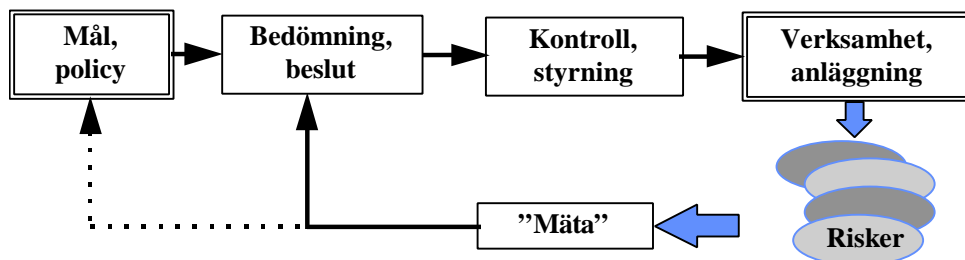 Mål,
policy
Bedömning,
beslut
Kontroll,
styrning
Verksamhet,
anläggning
”Mäta”
Risker